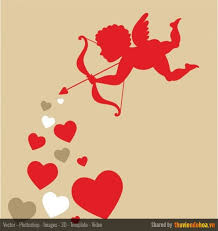 Vector - Photoshop - Images - 3D - Template - Video
Shared by thuviendohoa.vn